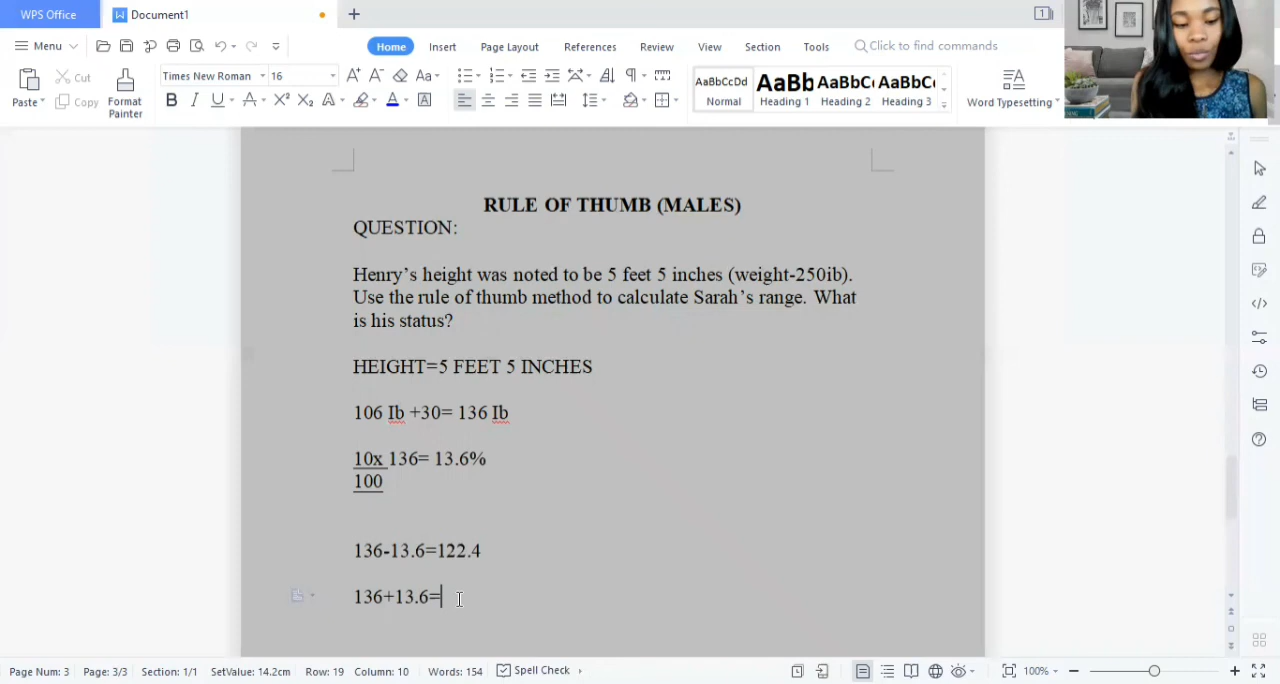 WPS Office
Document1
1
Menu
Home Insert Page Layout References Review View Section Tools Click to find commands
Paste
Cut
Copy
Format Painter
Times New Roman 16
AaBbCcDd Normal
AaBb Heading 1
AaBbC Heading 2
AaBbC Heading 3
Word Typesetting
RULE OF THUMB (MALES)
QUESTION:
Henry's height was noted to be 5 feet 5 inches (weight-250ib).
Use the rule of thumb method to calculate Sarah's range. What
is his status?
HEIGHT=5 FEET 5 INCHES
106 Ib +30= 136 Ib
10x 136= 13.6%
100
136-13.6=122.4
136+13.6=
Page Num: 3 Page: 3/3 Section: 1/1 SetValue: 14.2cm Row: 19 Column: 10 Words: 154 Spell Check 100%